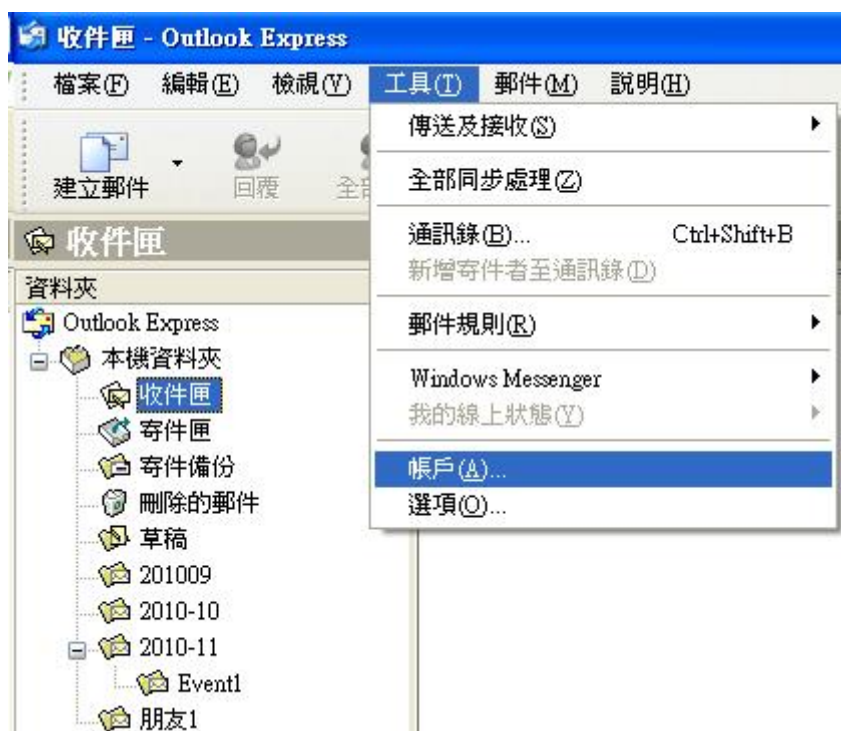 收件匣 - Outlook Express
檔案(F) 編輯(E) 檢視(V) 工具(T) 郵件(M) 說明(H)
建立郵件 回覆 全部
傳送及接收(S)
全部同步處理(Z)
通訊錄(B)... Ctrl+Shift+B
新增寄件者至通訊錄(D)
郵件規則(R)
Windows Messenger
我的線上狀態(Y)
帳戶(A)...
選項(O)...
收件匣
資料夾
Outlook Express
本機資料夾
收件匣
寄件匣
寄件備份
刪除的郵件
草稿
201009
2010-10
2010-11
Event1
朋友1